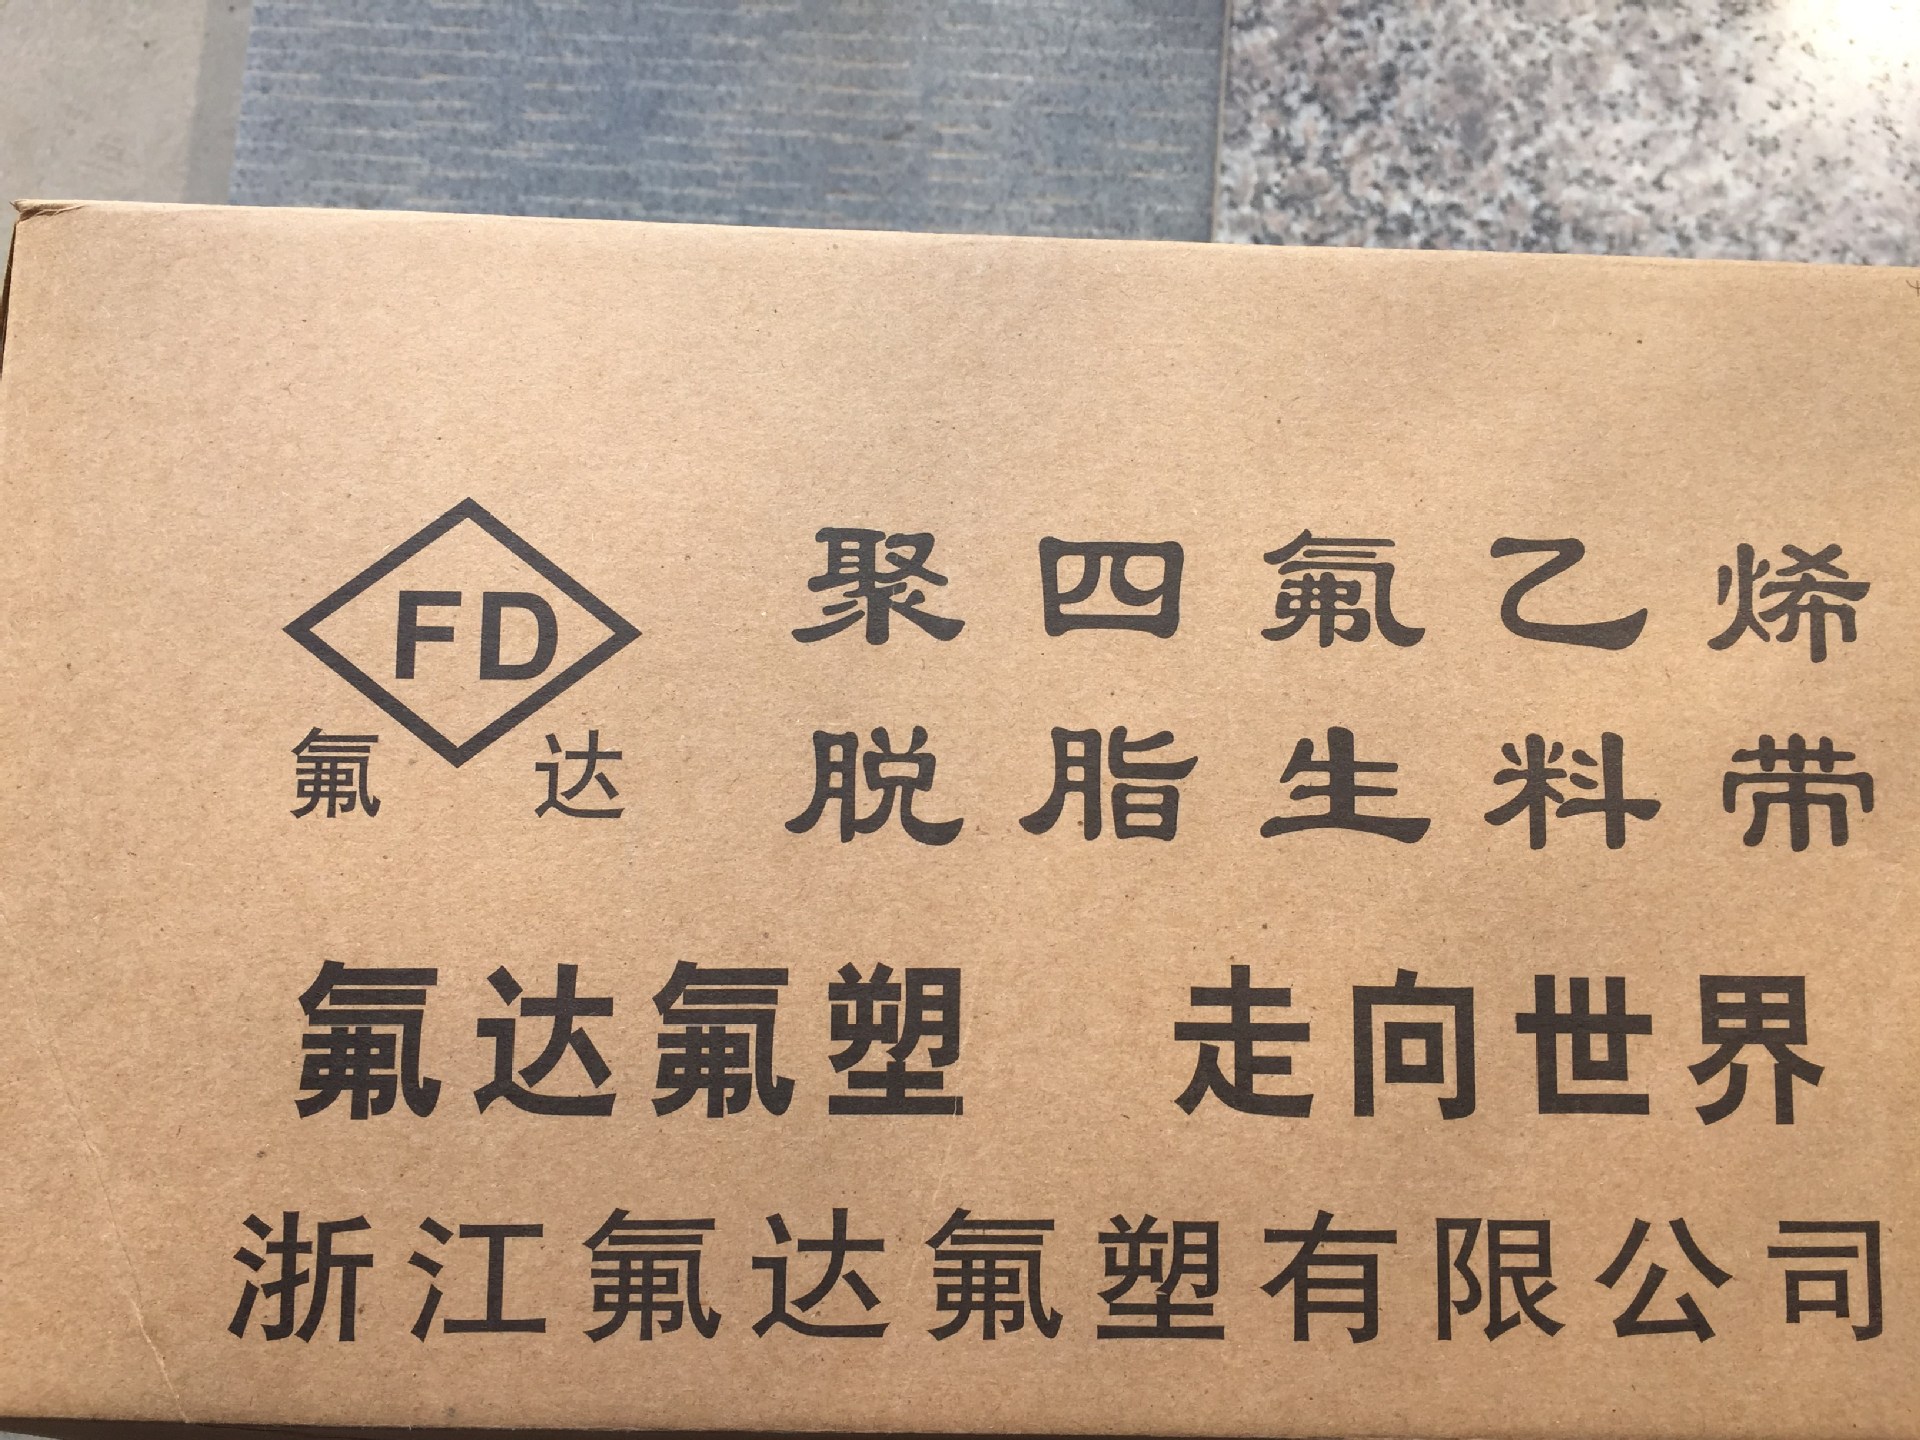 FD
氟达
聚四氟乙烯
脱脂生料带
氟达氟塑 走向世界
浙江氟达氟塑有限公司